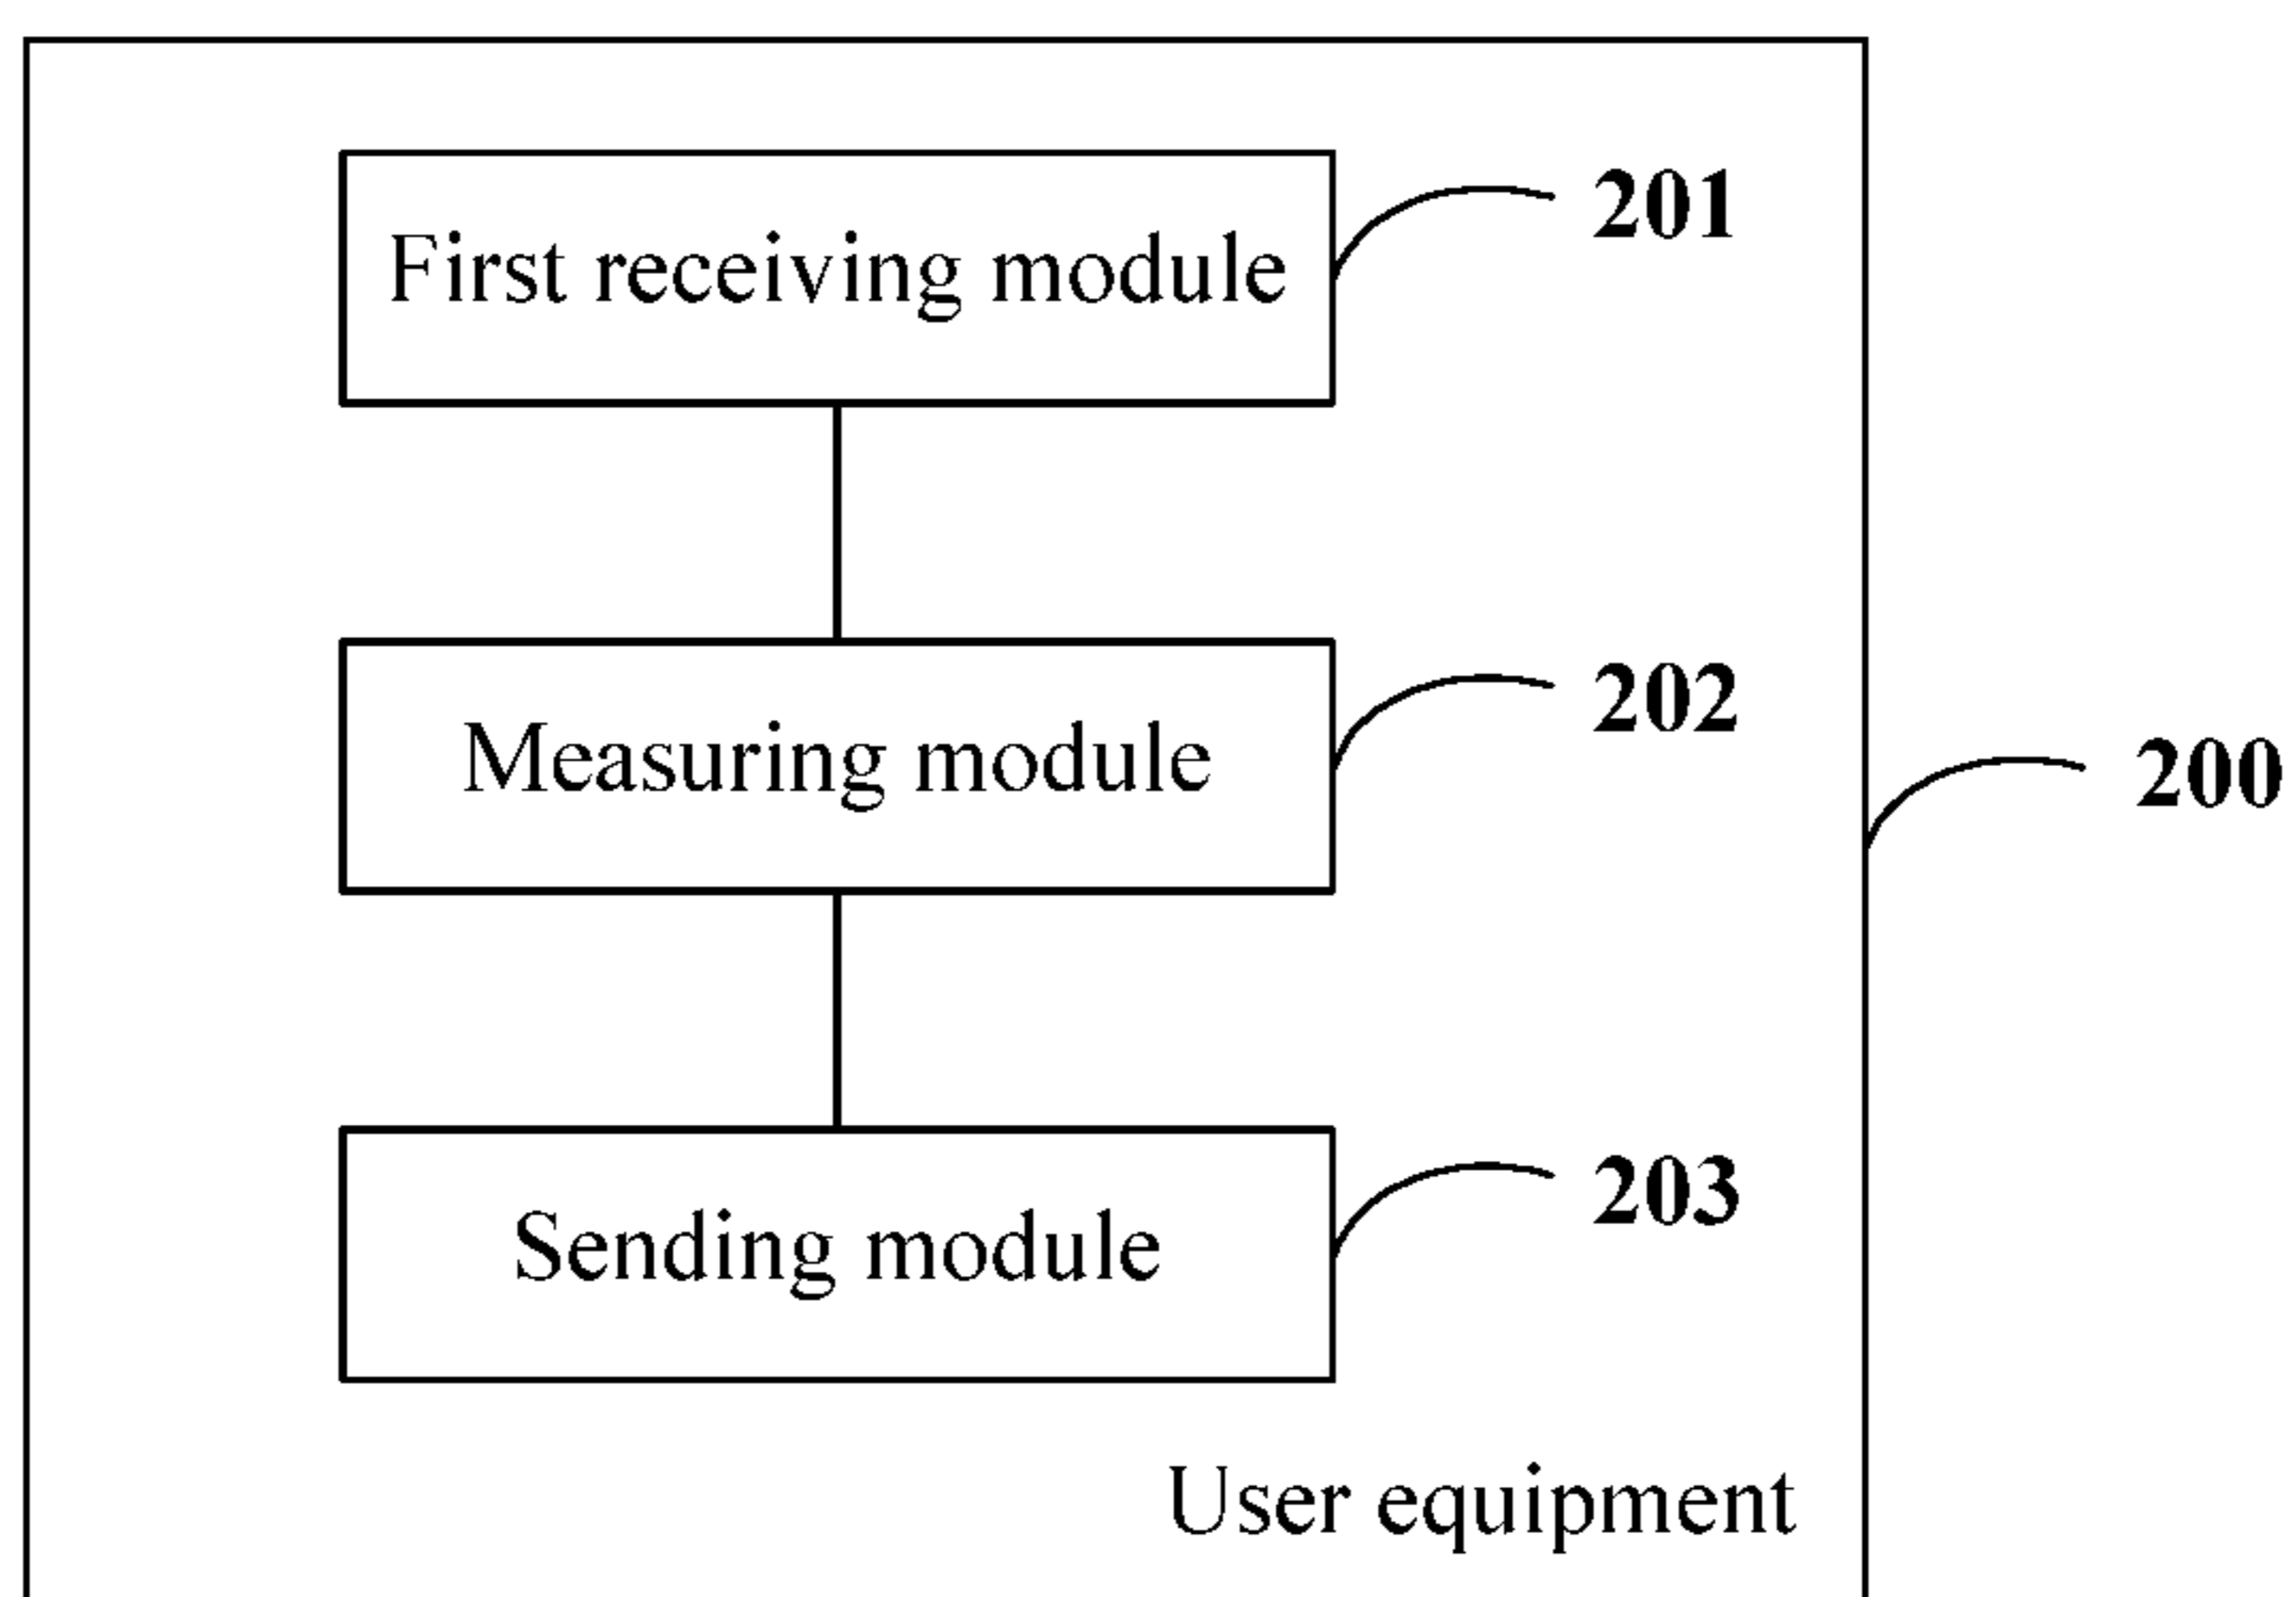 First receiving module
201
Measuring module
202
200
Sending module
203
User equipment